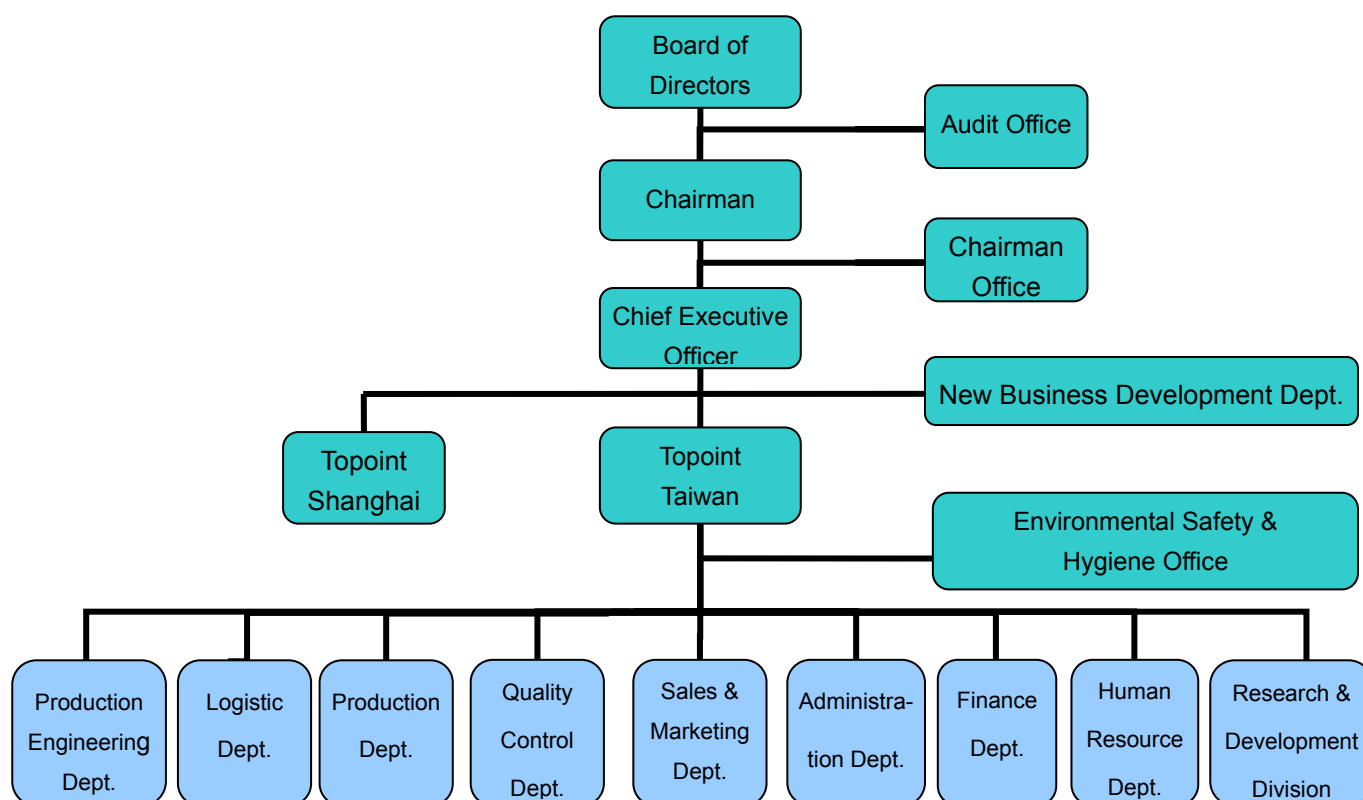 Board of
Directors
Audit Office
Chairman
Chairman
Office
Chief Executive
Officer
New Business Development Dept.
Topoint
Shanghai
Topoint
Taiwan
Environmental Safety &
Hygiene Office
Production
Engineering
Dept.
Logistic
Dept.
Production
Dept.
Quality
Control
Dept.
Sales &
Marketing
Dept.
Administra-
tion Dept.
Finance
Dept.
Human
Resource
Dept.
Research &
Development
Division